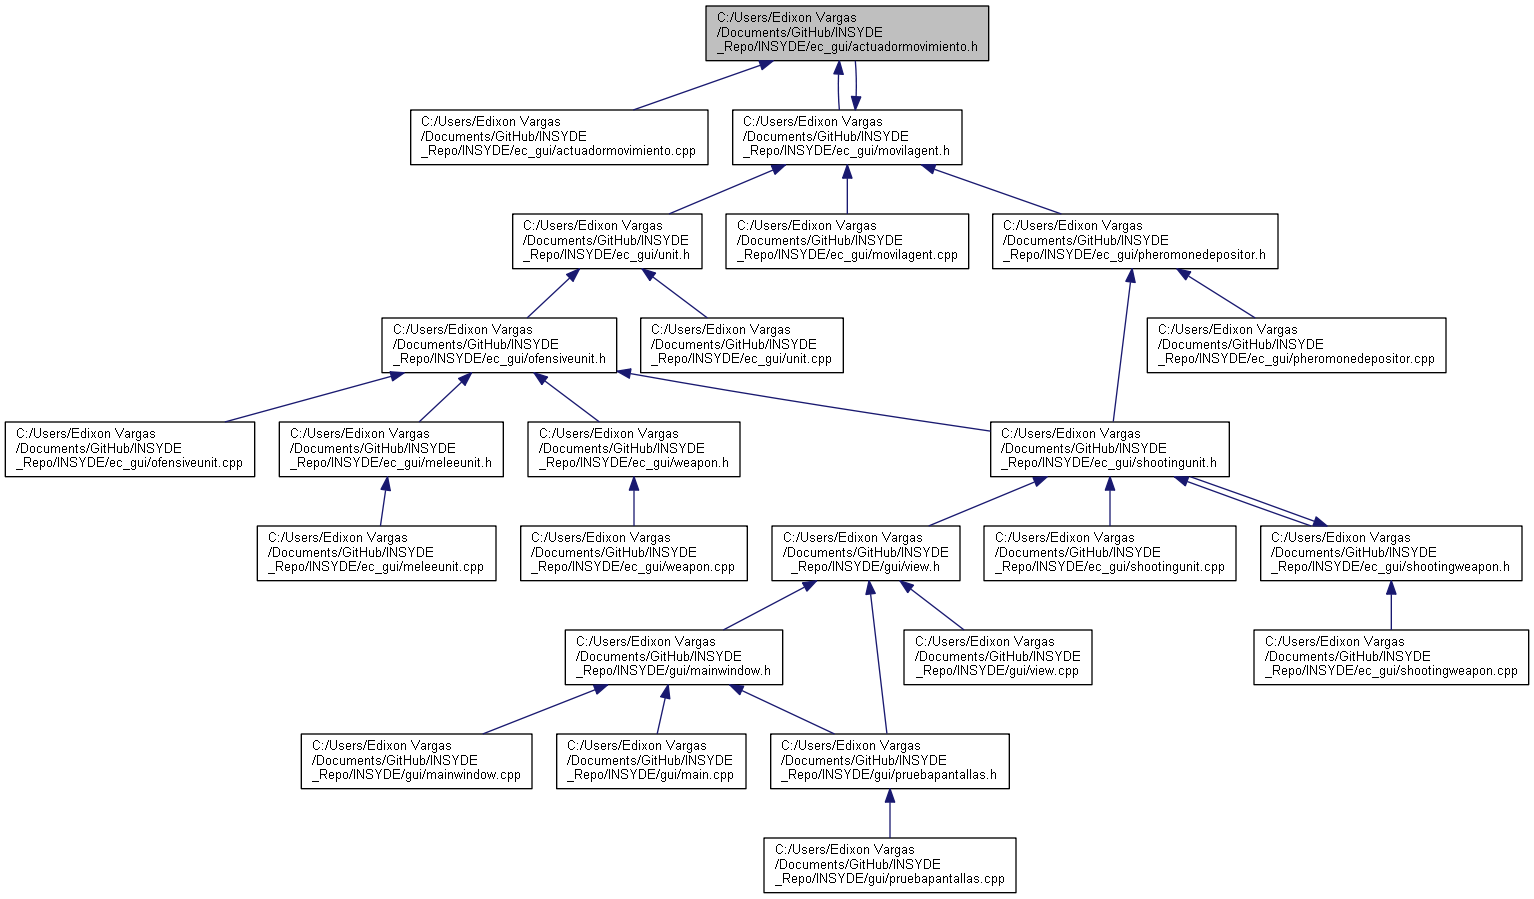 C:/Users/Edixon Vargas
/Documents/GitHub/INSYDE
_Repo/INSYDE/ec_gui/actuadormovimiento.h
C:/Users/Edixon Vargas
/Documents/GitHub/INSYDE
_Repo/INSYDE/ec_gui/actuadormovimiento.cpp
C:/Users/Edixon Vargas
/Documents/GitHub/INSYDE
_Repo/INSYDE/ec_gui/movilagent.h
C:/Users/Edixon Vargas
/Documents/GitHub/INSYDE
_Repo/INSYDE/ec_gui/unit.h
C:/Users/Edixon Vargas
/Documents/GitHub/INSYDE
_Repo/INSYDE/ec_gui/movilagent.cpp
C:/Users/Edixon Vargas
/Documents/GitHub/INSYDE
_Repo/INSYDE/ec_gui/pheromonedepositor.h
C:/Users/Edixon Vargas
/Documents/GitHub/INSYDE
_Repo/INSYDE/ec_gui/ofensiveunit.h
C:/Users/Edixon Vargas
/Documents/GitHub/INSYDE
_Repo/INSYDE/ec_gui/unit.cpp
C:/Users/Edixon Vargas
/Documents/GitHub/INSYDE
_Repo/INSYDE/ec_gui/pheromonedepositor.cpp
C:/Users/Edixon Vargas
/Documents/GitHub/INSYDE
_Repo/INSYDE/ec_gui/ofensiveunit.cpp
C:/Users/Edixon Vargas
/Documents/GitHub/INSYDE
_Repo/INSYDE/ec_gui/meleeunit.h
C:/Users/Edixon Vargas
/Documents/GitHub/INSYDE
_Repo/INSYDE/ec_gui/weapon.h
C:/Users/Edixon Vargas
/Documents/GitHub/INSYDE
_Repo/INSYDE/ec_gui/shootingunit.h
C:/Users/Edixon Vargas
/Documents/GitHub/INSYDE
_Repo/INSYDE/ec_gui/meleeunit.cpp
C:/Users/Edixon Vargas
/Documents/GitHub/INSYDE
_Repo/INSYDE/ec_gui/weapon.cpp
C:/Users/Edixon Vargas
/Documents/GitHub/INSYDE
_Repo/INSYDE/gui/view.h
C:/Users/Edixon Vargas
/Documents/GitHub/INSYDE
_Repo/INSYDE/ec_gui/shootingunit.cpp
C:/Users/Edixon Vargas
/Documents/GitHub/INSYDE
_Repo/INSYDE/ec_gui/shootingweapon.h
C:/Users/Edixon Vargas
/Documents/GitHub/INSYDE
_Repo/INSYDE/gui/mainwindow.h
C:/Users/Edixon Vargas
/Documents/GitHub/INSYDE
_Repo/INSYDE/gui/view.cpp
C:/Users/Edixon Vargas
/Documents/GitHub/INSYDE
_Repo/INSYDE/ec_gui/shootingweapon.cpp
C:/Users/Edixon Vargas
/Documents/GitHub/INSYDE
_Repo/INSYDE/gui/mainwindow.cpp
C:/Users/Edixon Vargas
/Documents/GitHub/INSYDE
_Repo/INSYDE/gui/main.cpp
C:/Users/Edixon Vargas
/Documents/GitHub/INSYDE
_Repo/INSYDE/gui/pruebapantallas.h
C:/Users/Edixon Vargas
/Documents/GitHub/INSYDE
_Repo/INSYDE/gui/pruebapantallas.cpp